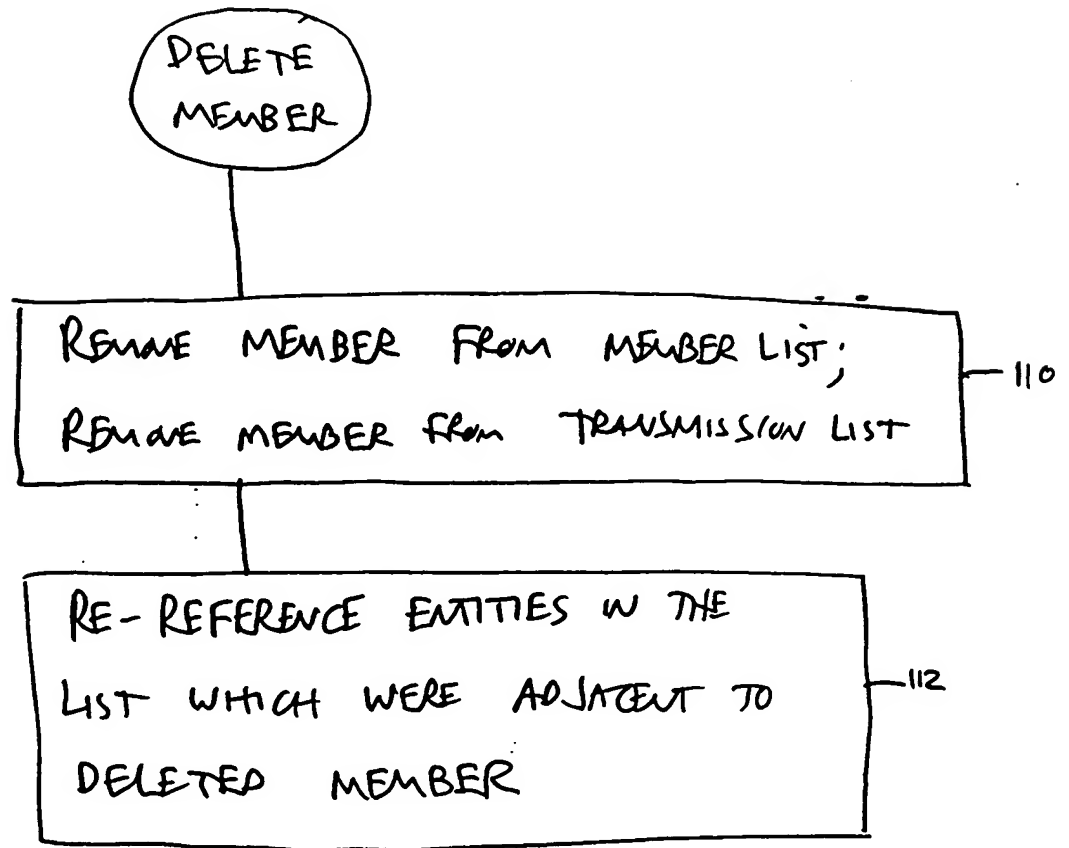 DELETE
MEMBER
REMOVE MEMBER FROM MEMBER LIST;
REMOVE MEMBER FROM TRANSMISSION LIST
110
RE-REFERENCE ENTITIES IN THE
LIST WHICH WERE ADJACENT TO
DELETED MEMBER
112